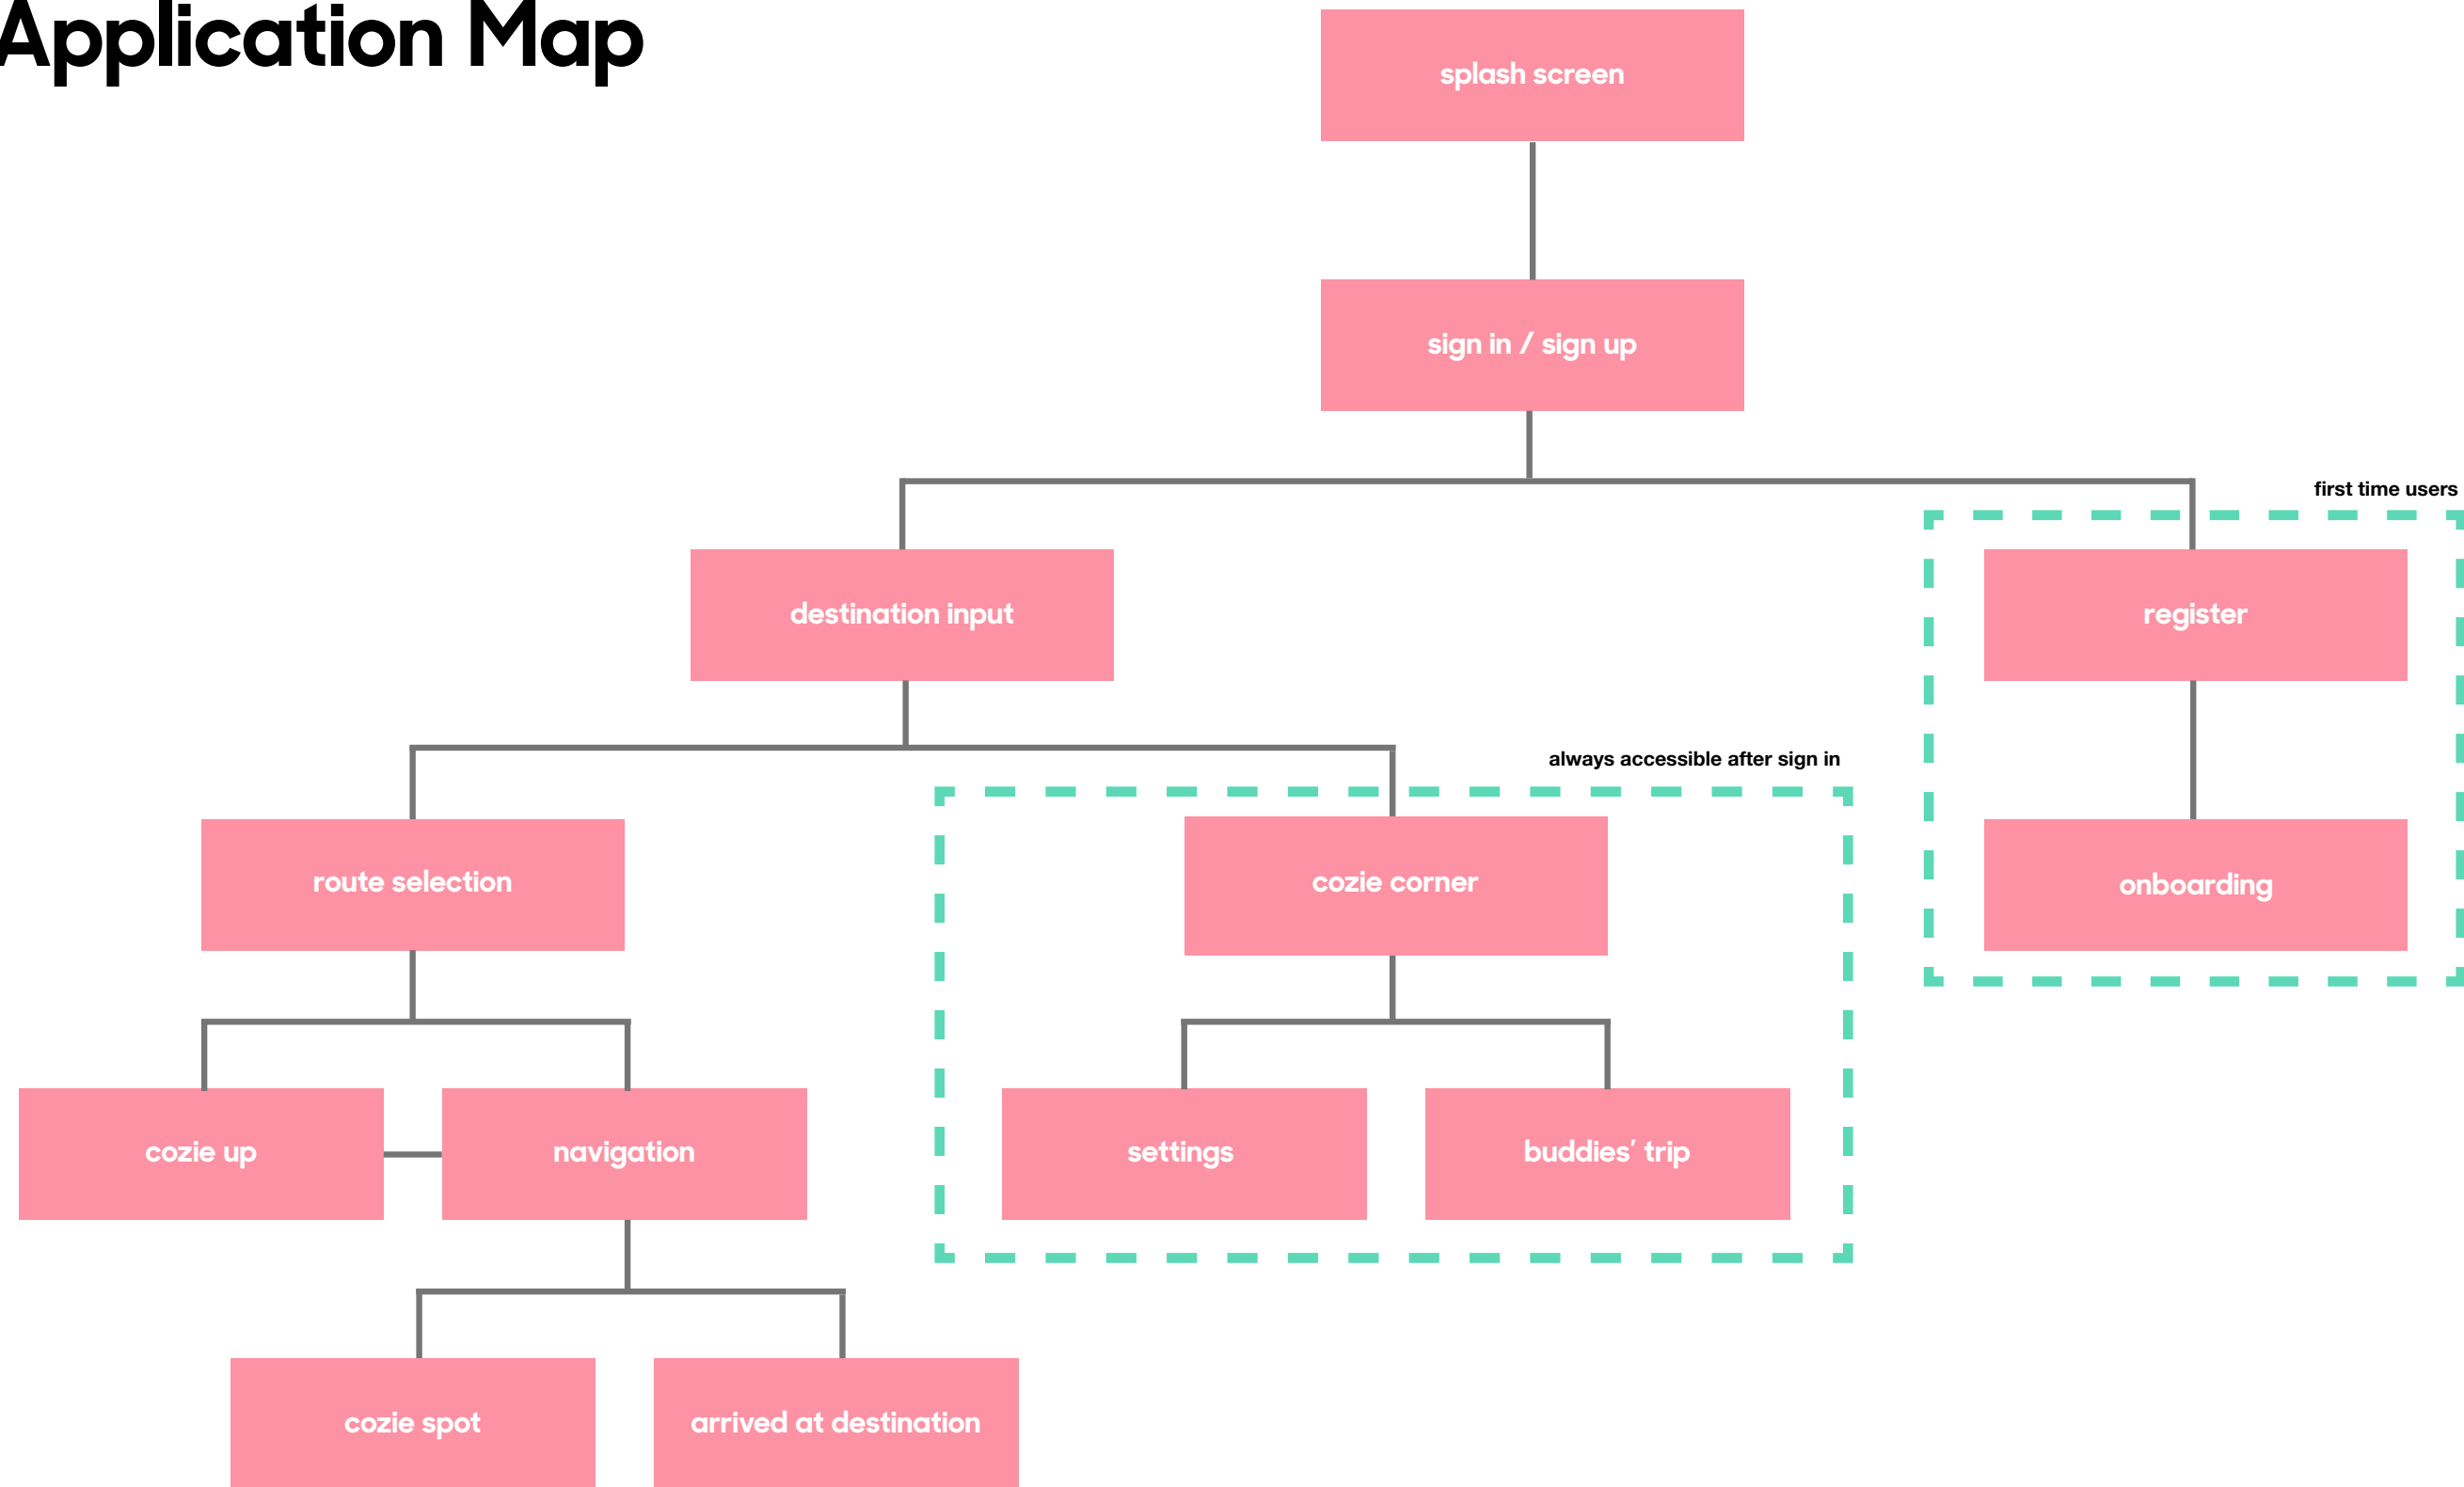 Application Map
splash screen
sign in / sign up
first time users
destination input
register
always accessible after sign in
route selection
cozie corner
onboarding
cozie up
navigation
settings
buddies’ trip
cozie spot
arrived at destination